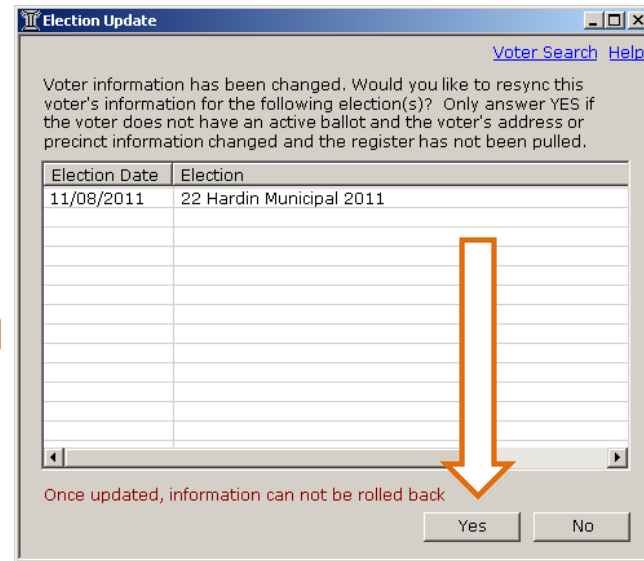 Election Update
Voter Search Help
Voter information has been changed. Would you like to resync this
voter's information for the following election(s)? Only answer YES if
the voter does not have an active ballot and the voter's address or
precinct information changed and the register has not been pulled.
Election Date Election
11/08/2011 22 Hardin Municipal 2011
Once updated, information can not be rolled back
Yes No